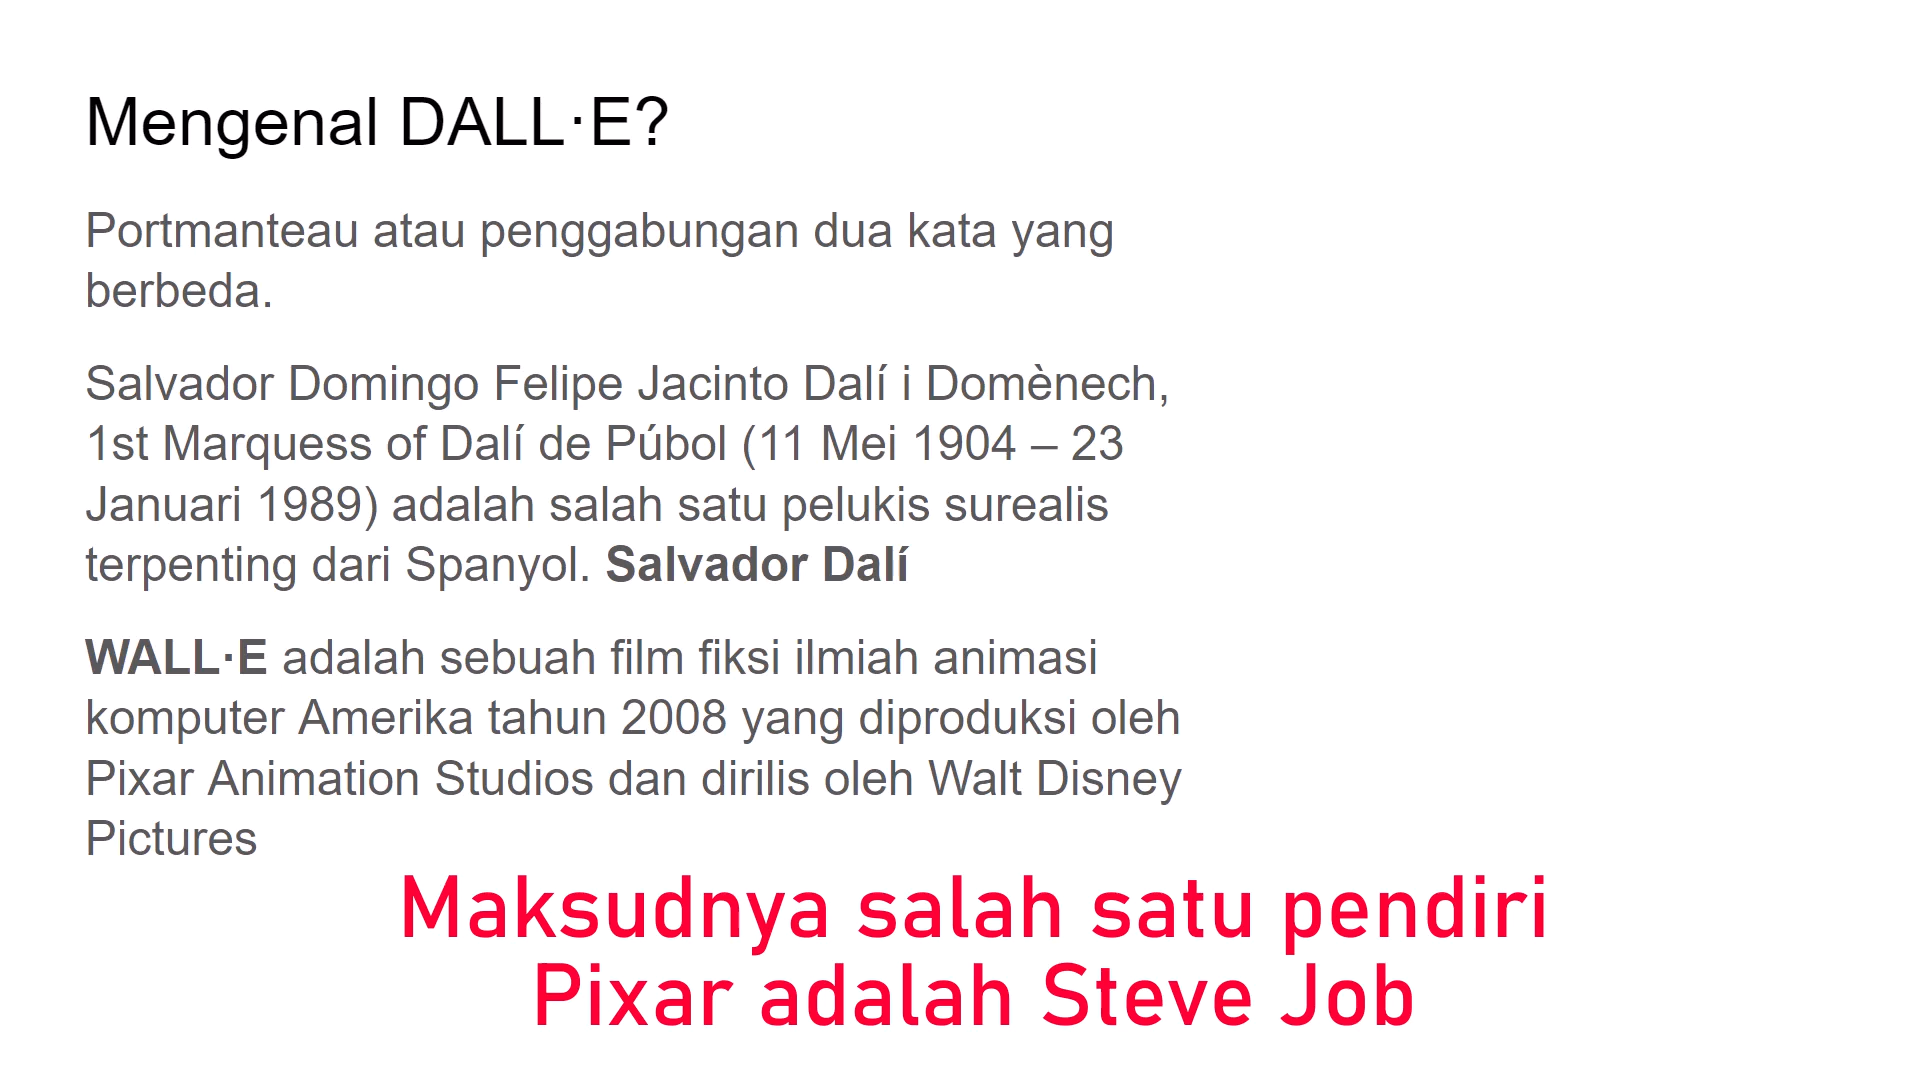 Mengenal DALL·E?
Portmanteau atau penggabungan dua kata yang
berbeda.
Salvador Domingo Felipe Jacinto Dalí i Domènech,
1st Marquess of Dalí de Púbol (11 Mei 1904 – 23
Januari 1989) adalah salah satu pelukis surealis
terpenting dari Spanyol. Salvador Dalí
WALL·E adalah sebuah film fiksi ilmiah animasi
komputer Amerika tahun 2008 yang diproduksi oleh
Pixar Animation Studios dan dirilis oleh Walt Disney
Pictures
Maksudnya salah satu pendiri
Pixar adalah Steve Job